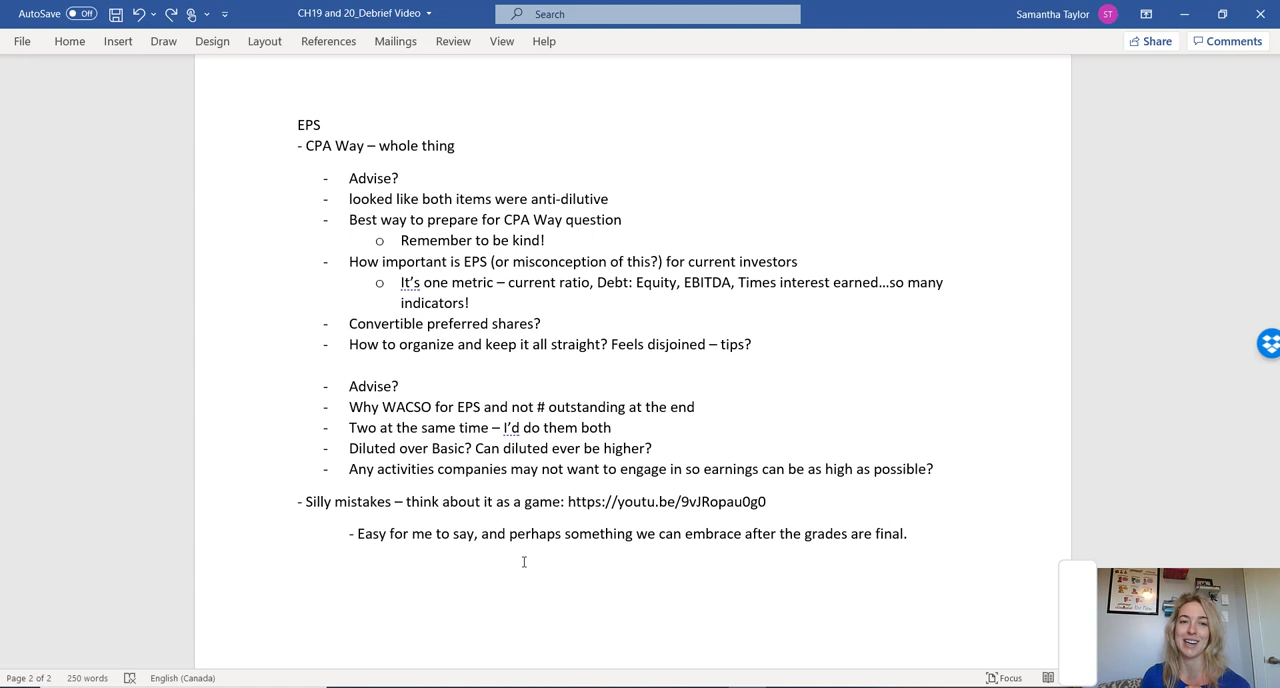 AutoSave Off CH19 and 20_Debrief Video Search Samantha Taylor ST
File Home Insert Draw Design Layout References Mailings Review View Help Share Comments
EPS
- CPA Way – whole thing
- Advise?
- looked like both items were anti-dilutive
- Best way to prepare for CPA Way question
o Remember to be kind!
- How important is EPS (or misconception of this?) for current investors
o It's one metric – current ratio, Debt: Equity, EBITDA, Times interest earned...so many
indicators!
- Convertible preferred shares?
- How to organize and keep it all straight? Feels disjoined – tips?
- Advise?
- Why WACSO for EPS and not # outstanding at the end
- Two at the same time – I'd do them both
- Diluted over Basic? Can diluted ever be higher?
- Any activities companies may not want to engage in so earnings can be as high as possible?
- Silly mistakes – think about it as a game: https://youtu.be/9vJRopau0g0
- Easy for me to say, and perhaps something we can embrace after the grades are final.
Page 2 of 2 250 words English (Canada) Focus